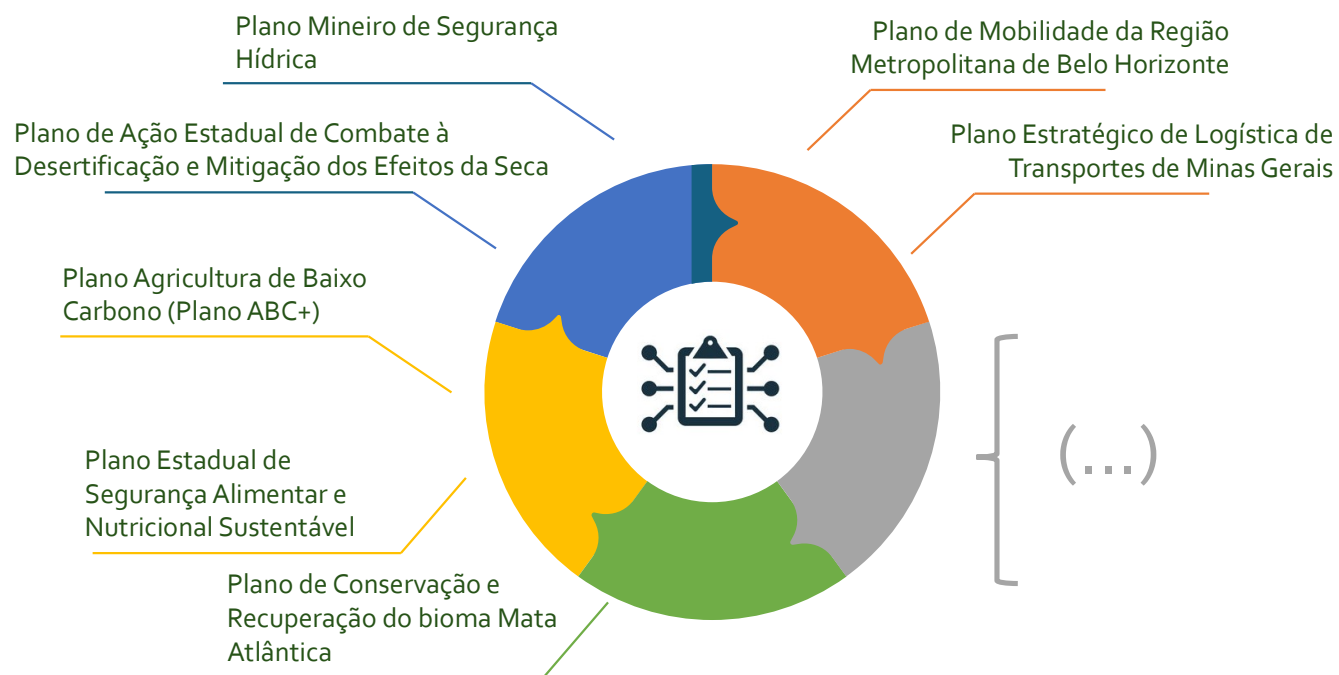 Plano Mineiro de Segurança
Hídrica
Plano de Mobilidade da Região
Metropolitana de Belo Horizonte
Plano de Ação Estadual de Combate à
Desertificação e Mitigação dos Efeitos da Seca
Plano Estratégico de Logística de
Transportes de Minas Gerais
Plano Agricultura de Baixo
Carbono (Plano ABC+)
(...)
Plano Estadual de
Segurança Alimentar e
Nutricional Sustentável
Plano de Conservação e
Recuperação do bioma Mata
Atlântica